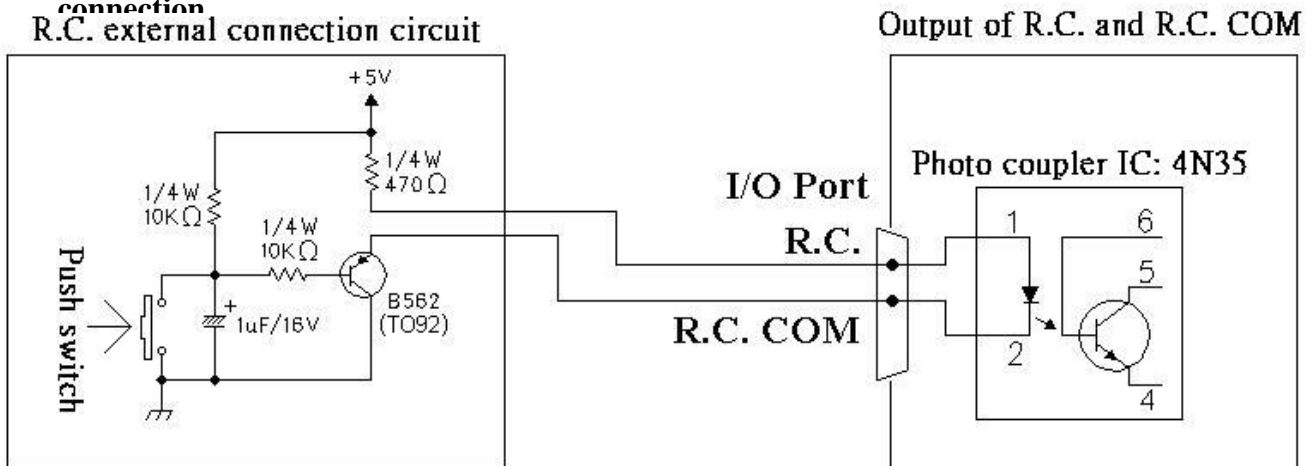 connection
R.C. external connection circuit
Output of R.C. and R.C. COM
+5V
1/4W
470Ω
1/4W
10KΩ
1/4W
10KΩ
Push switch
+
1uF/16V
B562
(TO92)
I/O Port
R.C.
R.C. COM
Photo coupler IC: 4N35
1
2
6
5
4